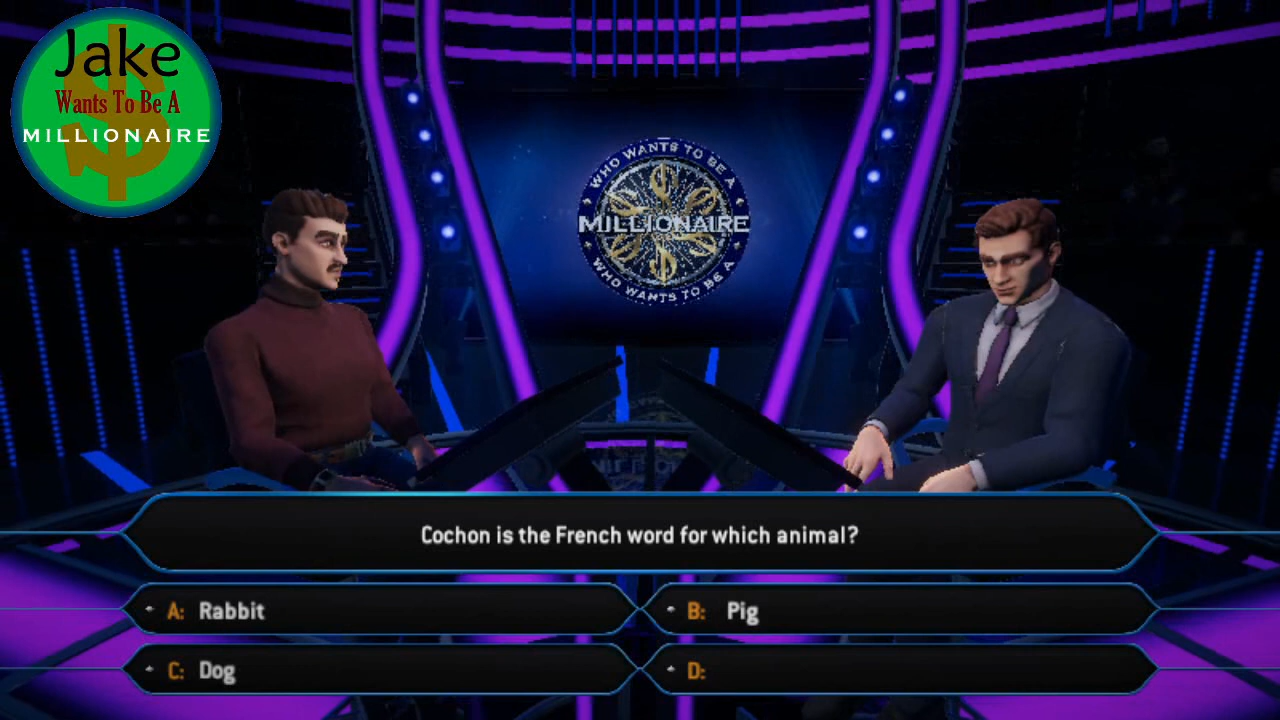 Jake
Wants To Be A
MILLIONAIRE
WHO WANTS TO BE A
MILLIONAIRE
WHO WANTS TO BE A
Cochon is the French word for which animal?
A: Rabbit
B: Pig
C: Dog
D: